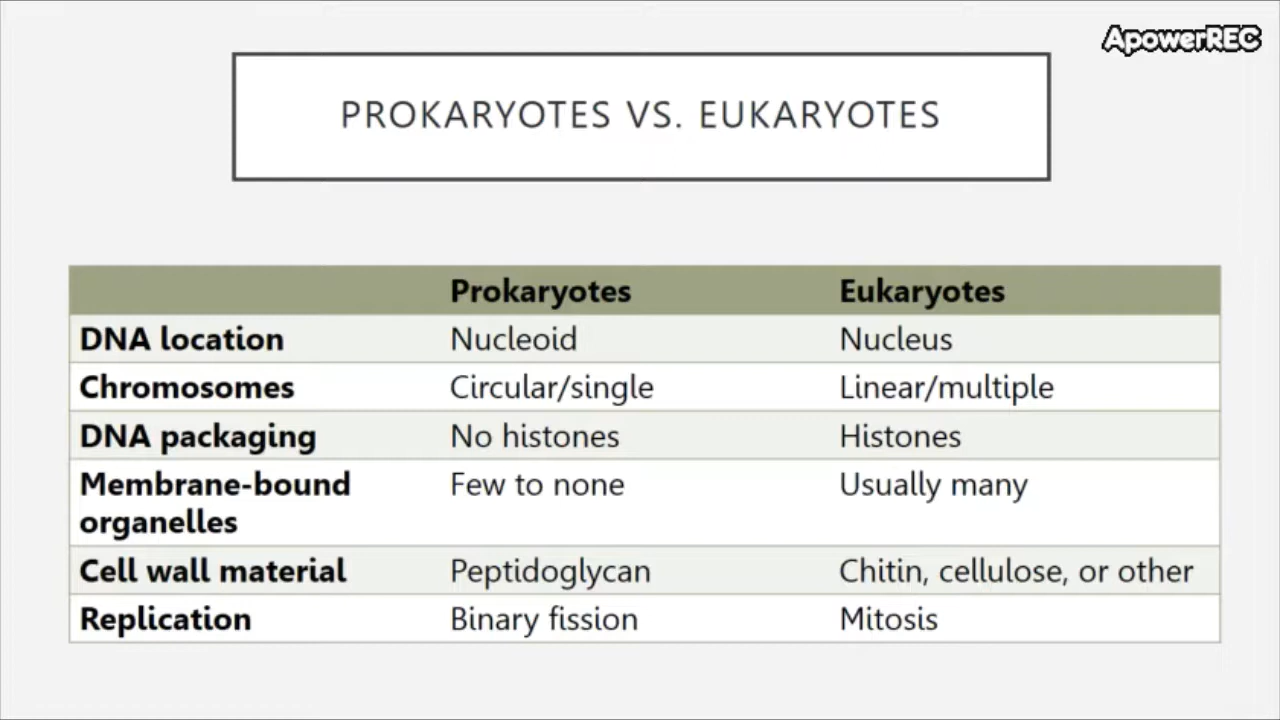 ApowerREC
PROKARYOTES VS. EUKARYOTES
Prokaryotes Eukaryotes
DNA location Nucleoid Nucleus
Chromosomes Circular/single Linear/multiple
DNA packaging No histones Histones
Membrane-bound Few to none Usually many
organelles
Cell wall material Peptidoglycan Chitin, cellulose, or other
Replication Binary fission Mitosis